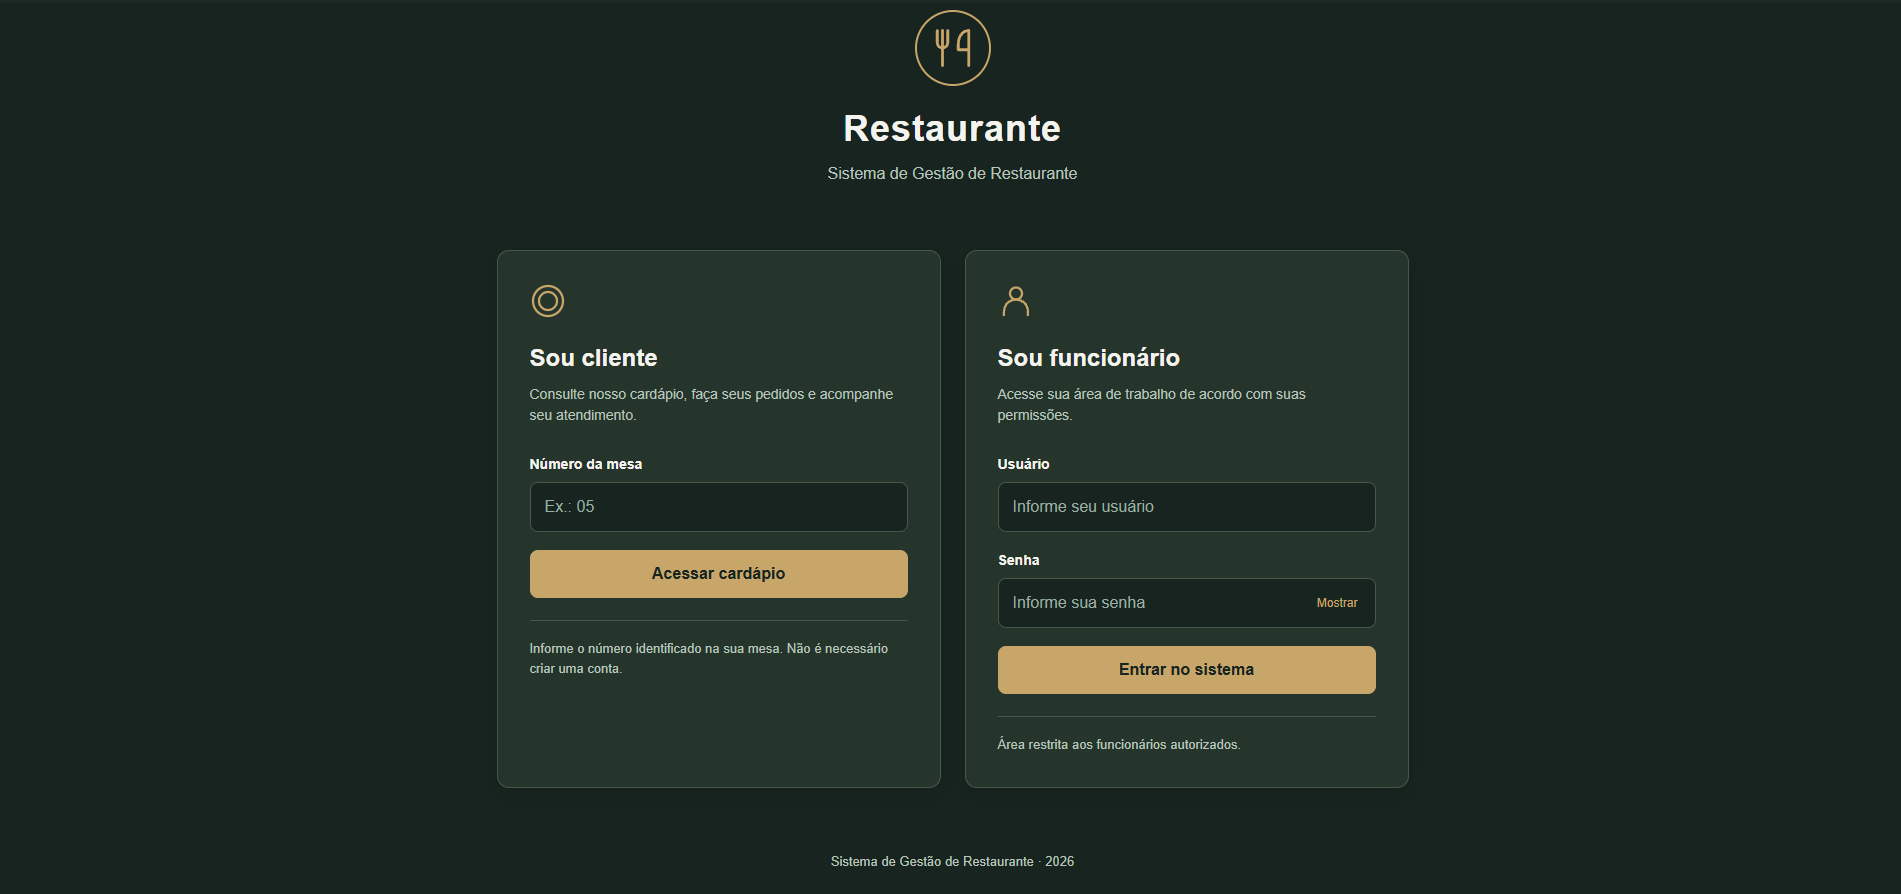 Restaurante
Sistema de Gestão de Restaurante
Sou cliente
Consulte nosso cardápio, faça seus pedidos e acompanhe
seu atendimento.
Número da mesa
Ex.: 05
Acessar cardápio
Informe o número identificado na sua mesa. Não é necessário
criar uma conta.
Sou funcionário
Acesse sua área de trabalho de acordo com suas
permissões.
Usuário
Informe seu usuário
Senha
Informe sua senha
Mostrar
Entrar no sistema
Área restrita aos funcionários autorizados.
Sistema de Gestão de Restaurante · 2026